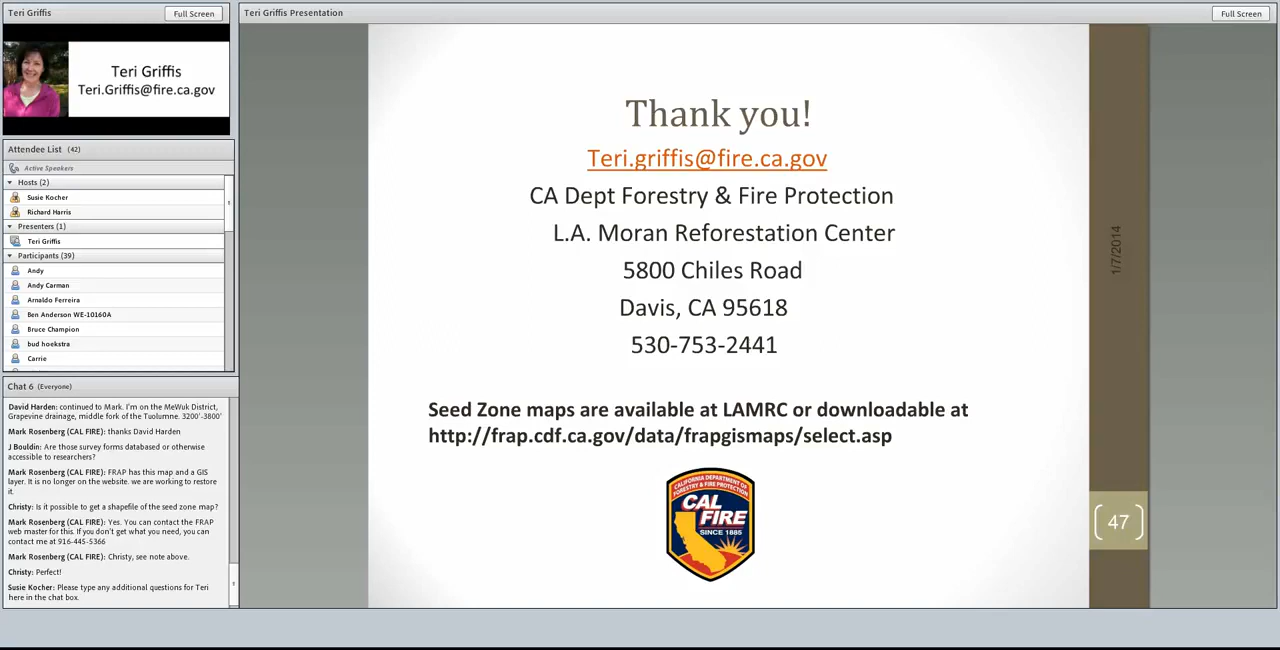 Teri Griffis
Full Screen
Teri Griffis
Teri.Griffis@fire.ca.gov
Attendee List (42)
Active Speakers
Hosts (2)
Susie Kocher
Richard Harris
Presenters (1)
Teri Griffis
Participants (39)
Andy
Andy Carman
Arnaldo Ferreira
Ben Anderson WE-10160A
Bruce Champion
bud hoekstra
Carrie
Chat 6 (Everyone)
David Harden: continued to Mark. I'm on the MeWuk District,
Grapevine drainage, middle fork of the Tuolumne. 3200'-3800'
Mark Rosenberg (CAL FIRE): thanks David Harden
J Bouldin: Are those survey forms databased or otherwise
accessible to researchers?
Mark Rosenberg (CAL FIRE): FRAP has this map and a GIS
layer. It is no longer on the website. we are working to restore
it.
Christy: Is it possible to get a shapefile of the seed zone map?
Mark Rosenberg (CAL FIRE): Yes. You can contact the FRAP
web master for this. If you don't get what you need, you can
contact me at 916-445-5366
Mark Rosenberg (CAL FIRE): Christy, see note above.
Christy: Perfect!
Susie Kocher: Please type any additional questions for Teri
here in the chat box.
Teri Griffis Presentation
Full Screen
Thank you!
Teri.griffis@fire.ca.gov
CA Dept Forestry & Fire Protection
L.A. Moran Reforestation Center
5800 Chiles Road
Davis, CA 95618
530-753-2441
Seed Zone maps are available at LAMRC or downloadable at
http://frap.cdf.ca.gov/data/frapgismaps/select.asp
CALIFORNIA DEPARTMENT OF
FORESTRY & FIRE PROTECTION
CAL
FIRE
SINCE 1885
1/7/2014
47